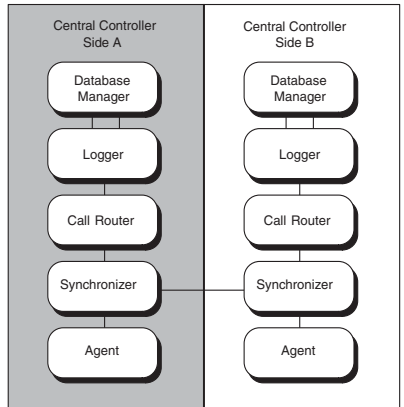 Central Controller
Side A
Database
Manager
Logger
Call Router
Synchronizer
Agent
Central Controller
Side B
Database
Manager
Logger
Call Router
Synchronizer
Agent